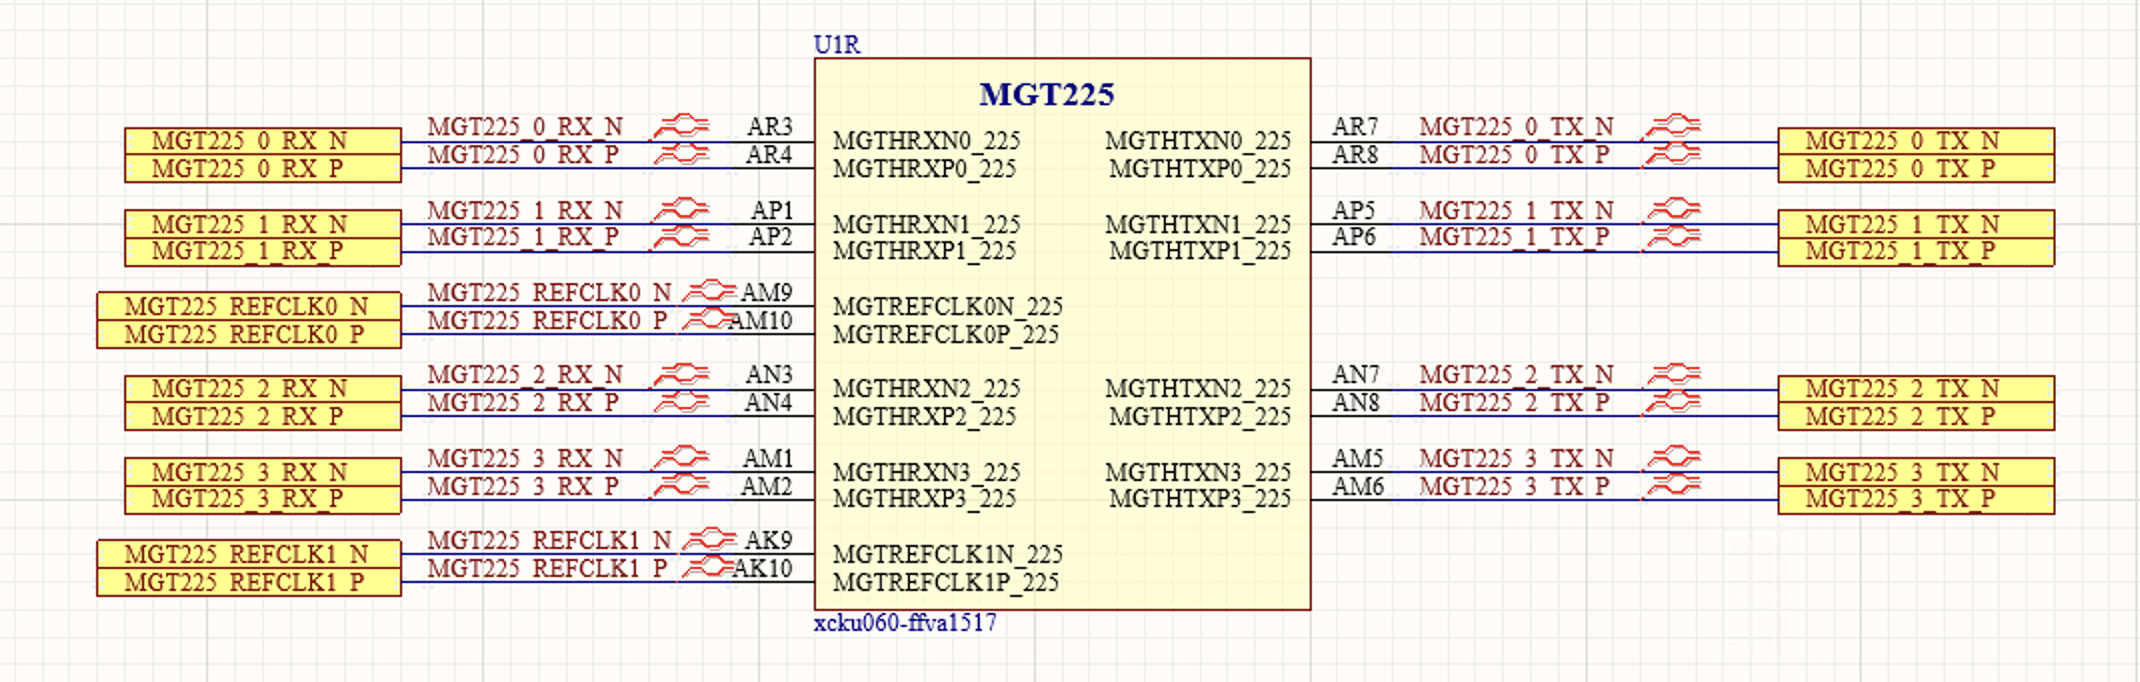 U1R
MGT225
MGT225_0_RX_N MGT225_0_RX_N AR3 MGTHRXN0_225 MGTHTXN0_225 AR7 MGT225_0_TX_N MGT225_0_TX_N
MGT225_0_RX_P MGT225_0_RX_P AR4 MGTHRXP0_225 MGTHTXP0_225 AR8 MGT225_0_TX_P MGT225_0_TX_P
MGT225_1_RX_N MGT225_1_RX_N AP1 MGTHRXN1_225 MGTHTXN1_225 AP5 MGT225_1_TX_N MGT225_1_TX_N
MGT225_1_RX_P MGT225_1_RX_P AP2 MGTHRXP1_225 MGTHTXP1_225 AP6 MGT225_1_TX_P MGT225_1_TX_P
MGT225_REFCLK0_N MGT225_REFCLK0_N AM9 MGTREFCLK0N_225
MGT225_REFCLK0_P MGT225_REFCLK0_P AM10 MGTREFCLK0P_225
MGT225_2_RX_N MGT225_2_RX_N AN3 MGTHRXN2_225 MGTHTXN2_225 AN7 MGT225_2_TX_N MGT225_2_TX_N
MGT225_2_RX_P MGT225_2_RX_P AN4 MGTHRXP2_225 MGTHTXP2_225 AN8 MGT225_2_TX_P MGT225_2_TX_P
MGT225_3_RX_N MGT225_3_RX_N AM1 MGTHRXN3_225 MGTHTXN3_225 AM5 MGT225_3_TX_N MGT225_3_TX_N
MGT225_3_RX_P MGT225_3_RX_P AM2 MGTHRXP3_225 MGTHTXP3_225 AM6 MGT225_3_TX_P MGT225_3_TX_P
MGT225_REFCLK1_N MGT225_REFCLK1_N AK9 MGTREFCLK1N_225
MGT225_REFCLK1_P MGT225_REFCLK1_P AK10 MGTREFCLK1P_225
xcku060-ffva1517